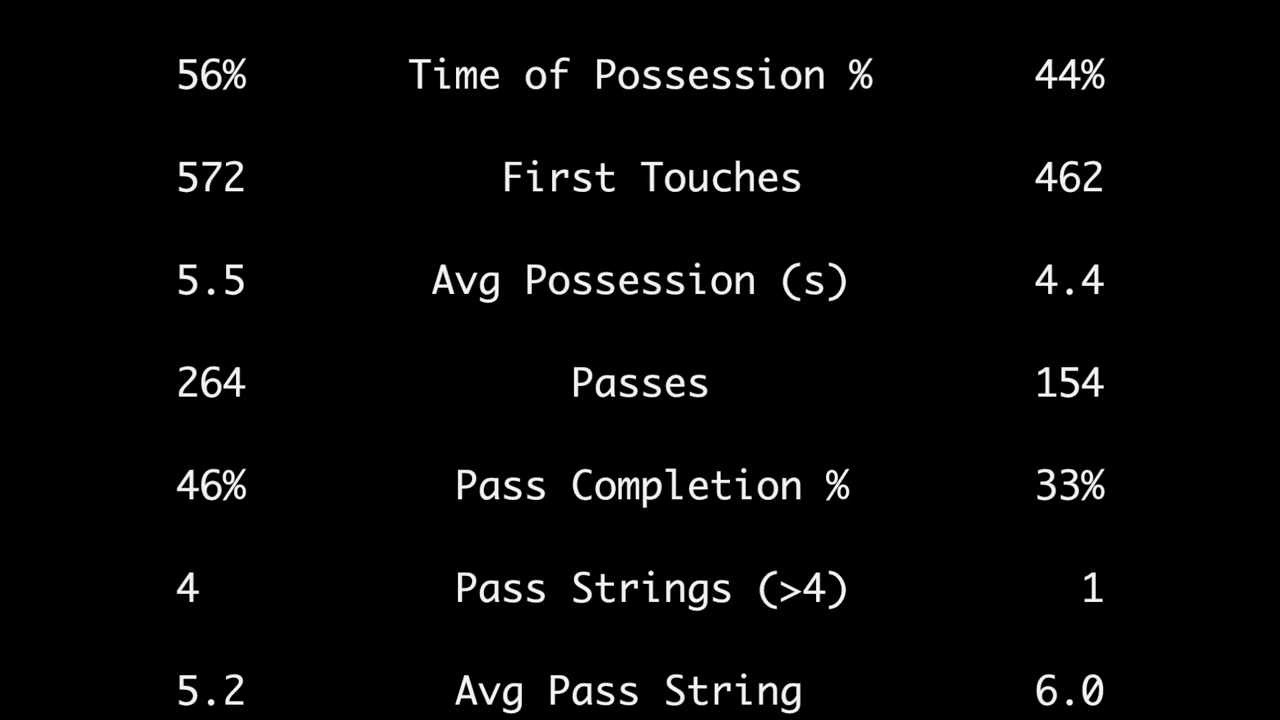 56% Time of Possession % 44%
572 First Touches 462
5.5 Avg Possession (s) 4.4
264 Passes 154
46% Pass Completion % 33%
4 Pass Strings (>4) 1
5.2 Avg Pass String 6.0